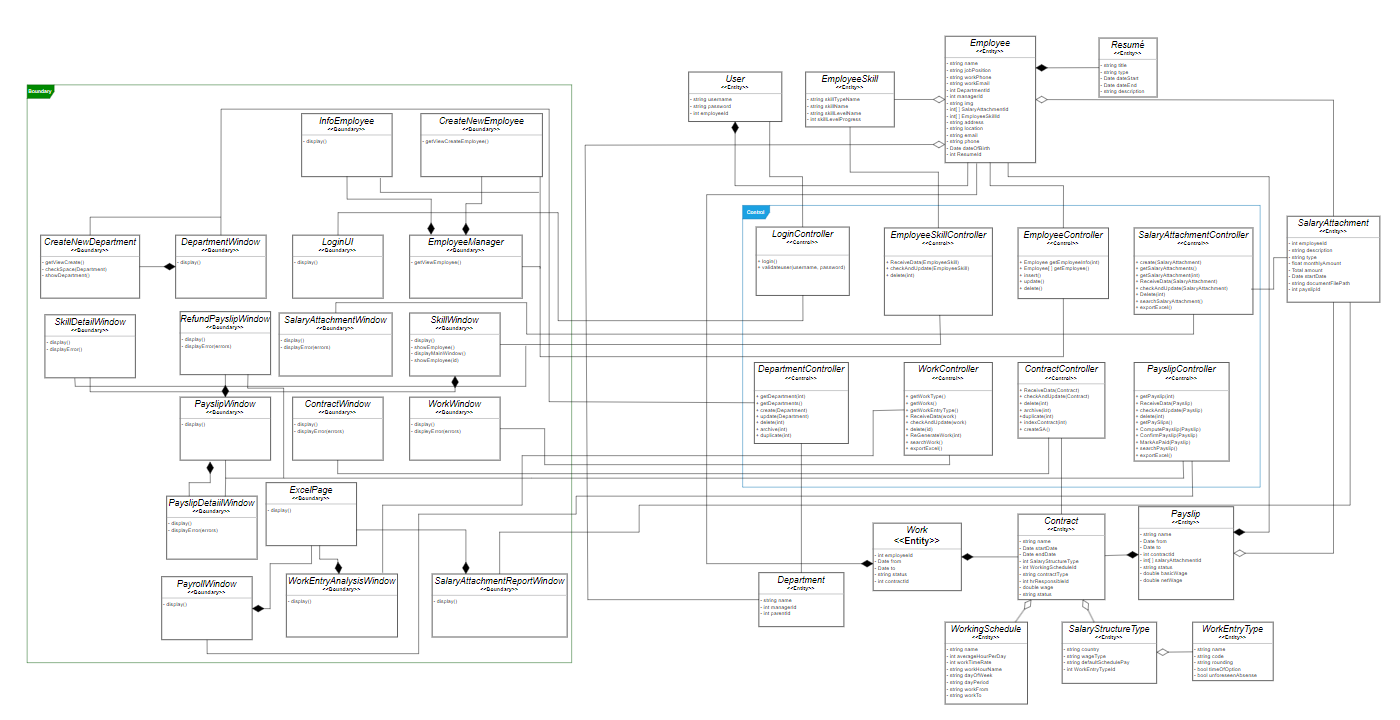 Boundary
InfoEmployee
<<Boundary>>
- display()
CreateNewEmployee
<<Boundary>>
- getViewCreateEmployee()
CreateNewDepartment
<<Boundary>>
- getViewCreate()
- checkSpace(Department)
- showDepartment()
DepartmentWindow
<<Boundary>>
- display()
LoginUI
<<Boundary>>
- display()
EmployeeManager
<<Boundary>>
- getViewEmployee()
SkillDetailWindow
<<Boundary>>
- display()
- displayError()
RefundPayslipWindow
<<Boundary>>
- display()
- displayError(errors)
SalaryAttachmentWindow
<<Boundary>>
- display()
- displayError(errors)
SkillWindow
<<Boundary>>
- display()
- showEmployee()
- displayMainWindow()
- showEmployee(id)
PayslipWindow
<<Boundary>>
- display()
ContractWindow
<<Boundary>>
- display()
- displayError(errors)
WorkWindow
<<Boundary>>
- display()
- displayError(errors)
PayslipDetailWindow
<<Boundary>>
- display()
- displayError(errors)
ExcelPage
<<Boundary>>
- display()
PayrollWindow
<<Boundary>>
- display()
WorkEntryAnalysisWindow
<<Boundary>>
- display()
SalaryAttachmentReportWindow
<<Boundary>>
- display()
User
<<Entity>>
- string username
- string password
- int employeeId
EmployeeSkill
<<Entity>>
- string skillTypeName
- string skillName
- string skillLevelName
- int skillLevelProgress
Employee
<<Entity>>
- string name
- string jobPosition
- string workPhone
- string workEmail
- int DepartmentId
- int managerId
- string img
- int[ ] SalaryAttachmentId
- int[ ] EmployeeSkillId
- string address
- string location
- string email
- string phone
- Date dateOfBirth
- int ResumeId
Resumé
<<Entity>>
- string title
- string type
- Date dateStart
- Date dateEnd
- string description
SalaryAttachment
<<Entity>>
- int employeeId
- string description
- string type
- float monthlyAmount
- Total amount
- Date startDate
- string documentFilePath
- int payslipId
Control
LoginController
<<Control>>
+ login()
+ validateuser(username, password)
EmployeeSkillController
<<Control>>
+ ReceiveData(EmployeeSkill)
+ checkAndUpdate(EmployeeSkill)
+ delete(int)
EmployeeController
<<Control>>
+ Employee getEmployeeInfo(int)
+ Employee[ ] getEmployee()
+ insert()
+ update()
+ delete()
SalaryAttachmentController
<<Control>>
+ create(SalaryAttachment)
+ getSalaryAttachments()
+ getSalaryAttachment(int)
+ ReceiveData(SalaryAttachment)
+ checkAndUpdate(SalaryAttachment)
+ Delete(int)
+ searchSalaryAttachment()
+ exportExcel()
DepartmentController
<<Control>>
+ getDepartment(int)
+ getDepartments()
+ create(Department)
+ update(Department)
+ delete(int)
+ archive(int)
+ duplicate(int)
WorkController
<<Control>>
+ getWorkType()
+ getWorks()
+ getWorkEntryType()
+ ReceiveData(work)
+ checkAndUpdate(work)
+ delete(id)
+ ReGenerateWork(int)
+ searchWork()
+ exportExcel()
ContractController
<<Control>>
+ ReceiveData(Contract)
+ checkAndUpdate(Contract)
+ delete(int)
+ archive(int)
+duplicate(int)
+ indexContract(int)
+ createSA()
PayslipController
<<Control>>
+ getPayslip(int)
+ ReceiveData(Payslip)
+ checkAndUpdate(Payslip)
+ delete(int)
+ getPaySlips()
+ ComputePayslip(Payslip)
+ ConfirmPayslip(Payslip)
+ MarkAsPaid(Payslip)
+ searchPayslip()
+ exportExcel()
Work
<<Entity>>
- int employeeId
- Date from
- Date to
- string status
- int contractId
Department
<<Entity>>
- string name
- int managerId
- int parentId
Contract
<<Entity>>
- string name
- Date startDate
- Date endDate
- int SalaryStructureType
- int WorkingScheduleId
- string contractType
- int hrResponsibleId
- double wage
- string status
Payslip
<<Entity>>
- string name
- Date from
- Date to
- int contractId
- int[ ] salaryAttachmentId
- string status
- double basicWage
- double netWage
WorkingSchedule
<<Entity>>
- string name
- int averageHourPerDay
- int workTimeRate
- string workHourName
- string dayOfWeek
- string dayPeriod
- string workFrom
- string workTo
SalaryStructureType
<<Entity>>
- string country
- string wageType
- string defaultSchedulePay
- int WorkEntryTypeId
WorkEntryType
<<Entity>>
- string name
- string code
- string rounding
- bool timeOfOption
- bool unforeseenAbsense